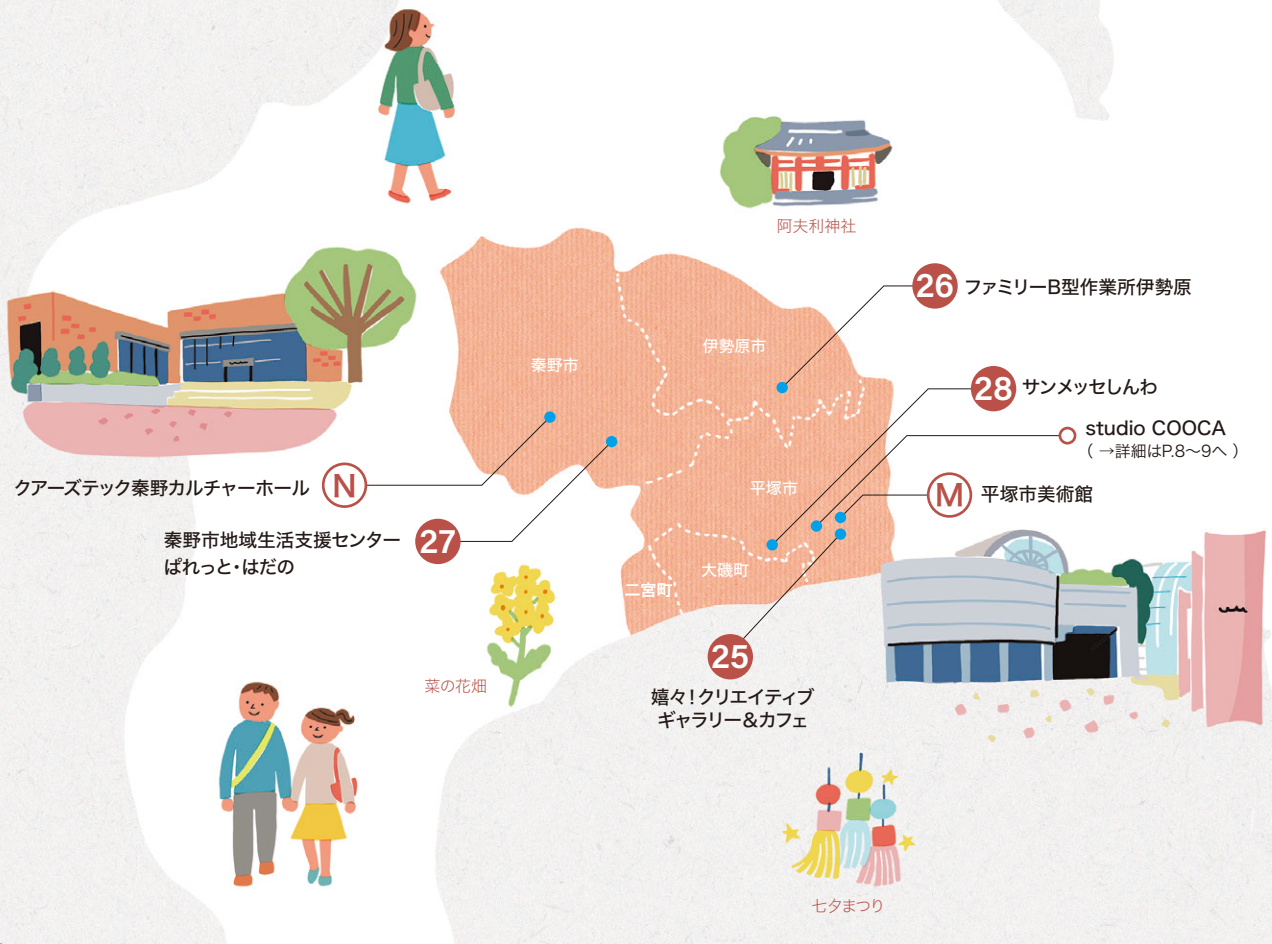 阿夫利神社
26 ファミリーB型作業所伊勢原
伊勢原市
秦野市
28 サンメッセしんわ
studio COOCA
( →詳細はP.8〜9へ )
クアーズテック秦野カルチャーホール N
平塚市
M 平塚市美術館
秦野市地域生活支援センター 27
ぱれっと・はだの
大磯町
二宮町
25
嬉々!クリエイティブ
ギャラリー&カフェ
菜の花畑
七夕まつり